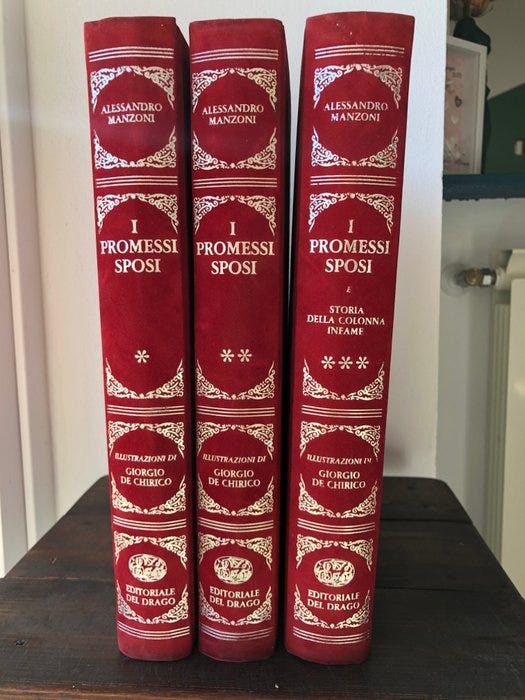 ALESSANDRO
MANZONI
I
PROMESSI
SPOSI
*
ILLUSTRAZIONI DI
GIORGIO
DE CHIRICO
EDITORIALE
DEL DRAGO
ALESSANDRO
MANZONI
I
PROMESSI
SPOSI
**
ILLUSTRAZIONI DI
GIORGIO
DE CHIRICO
EDITORIALE
DEL DRAGO
ALESSANDRO
MANZONI
I
PROMESSI
SPOSI
E
STORIA
DELLA COLONNA
INFAME
***
ILLUSTRAZIONI DI
GIORGIO
DE CHIRICO
EDITORIALE
DEL DRAGO